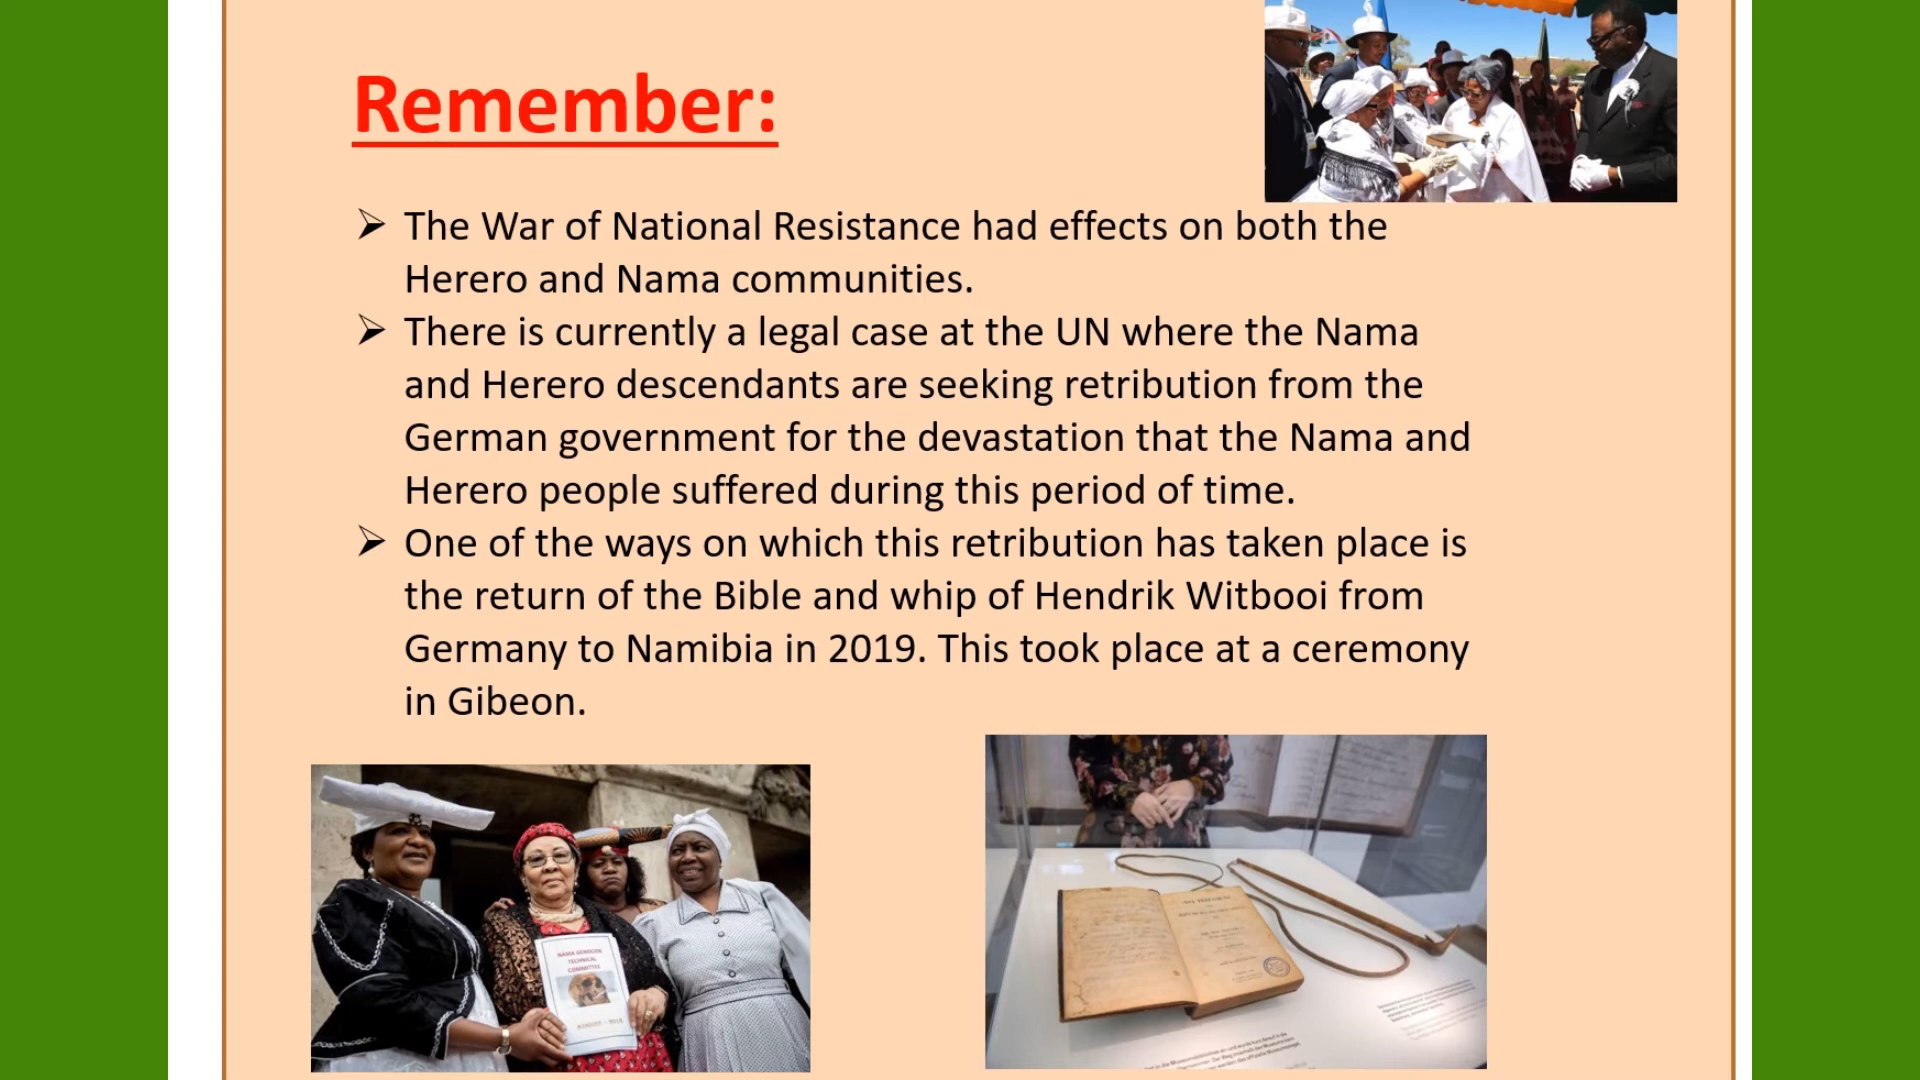 Remember:
➢ The War of National Resistance had effects on both the
Herero and Nama communities.
➢ There is currently a legal case at the UN where the Nama
and Herero descendants are seeking retribution from the
German government for the devastation that the Nama and
Herero people suffered during this period of time.
➢ One of the ways on which this retribution has taken place is
the return of the Bible and whip of Hendrik Witbooi from
Germany to Namibia in 2019. This took place at a ceremony
in Gibeon.
NAMA GENOCIDE
TECHNICAL
COMMITTEE